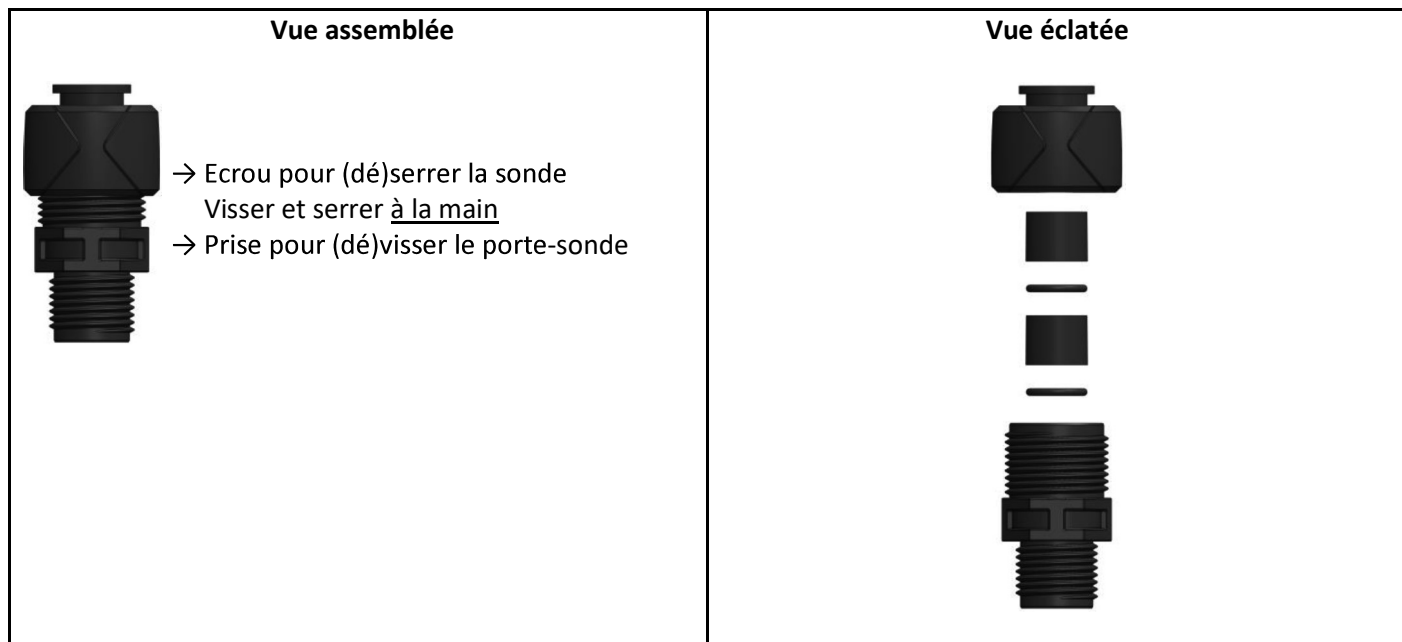 Vue assemblée
Vue éclatée
→ Ecrou pour (dé)serrer la sonde
Visser et serrer à la main
→ Prise pour (dé)visser le porte-sonde